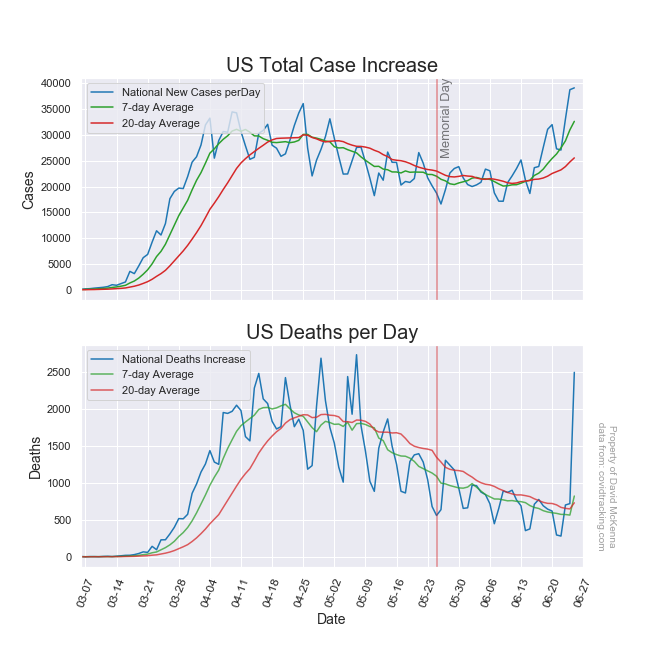 US Total Case Increase
40000
35000
30000
25000
20000
15000
10000
5000
0
Cases
National New Cases perDay
7-day Average
20-day Average
Memorial Day
US Deaths per Day
2500
2000
1500
1000
500
0
Deaths
National Deaths Increase
7-day Average
20-day Average
03-07
03-14
03-21
03-28
04-04
04-11
04-18
04-25
05-02
05-09
05-16
05-23
05-30
06-06
06-13
06-20
06-27
Date
Property of David McKenna
data from: covdtracking.com